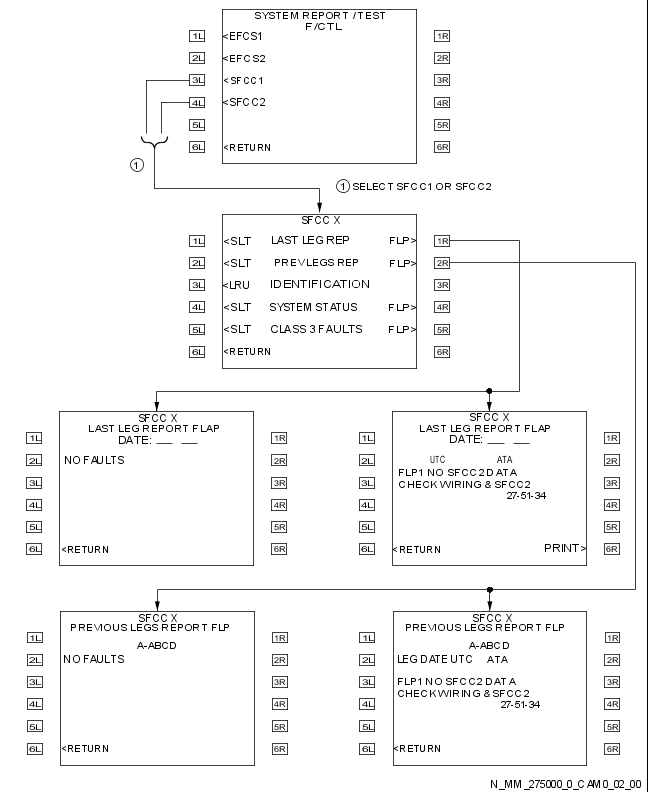 SYSTEM REPORT / TEST
F/CTL
1L <EFCS1 1R
2L <EFCS2 2R
3L <SFCC1 3R
4L <SFCC2 4R
5L 5R
6L <RETURN 6R
1
1 SELECT SFCC1 OR SFCC2
SFCC X
1L <SLT LAST LEG REP FLP> 1R
2L <SLT PREV LEGS REP FLP> 2R
3L <LRU IDENTIFICATION 3R
4L <SLT SYSTEM STATUS FLP> 4R
5L <SLT CLASS 3 FAULTS FLP> 5R
6L <RETURN 6R
SFCC X
LAST LEG REPORT FLAP
DATE: __ __
1L 1R
2L NO FAULTS 2R
3L 3R
4L 4R
5L 5R
6L <RETURN 6R
SFCC X
LAST LEG REPORT FLAP
DATE: __ __
1L 1R
2L UTC ATA 2R
FLP1 NO SFCC2 DATA
3L CHECK WIRING & SFCC2 3R
27-51-34
4L 4R
5L 5R
6L <RETURN PRINT> 6R
SFCC X
PREVIOUS LEGS REPORT FLP
1L 1R
A-ABCD
2L NO FAULTS 2R
3L 3R
4L 4R
5L 5R
6L <RETURN 6R
SFCC X
PREVIOUS LEGS REPORT FLP
1L 1R
A-ABCD
2L LEG DATE UTC ATA 2R
3L FLP1 NO SFCC2 DATA 3R
CHECK WIRING & SFCC2
4L 27-51-34 4R
5L 5R
6L <RETURN 6R
N_MM_275000_0_CAM0_02_00